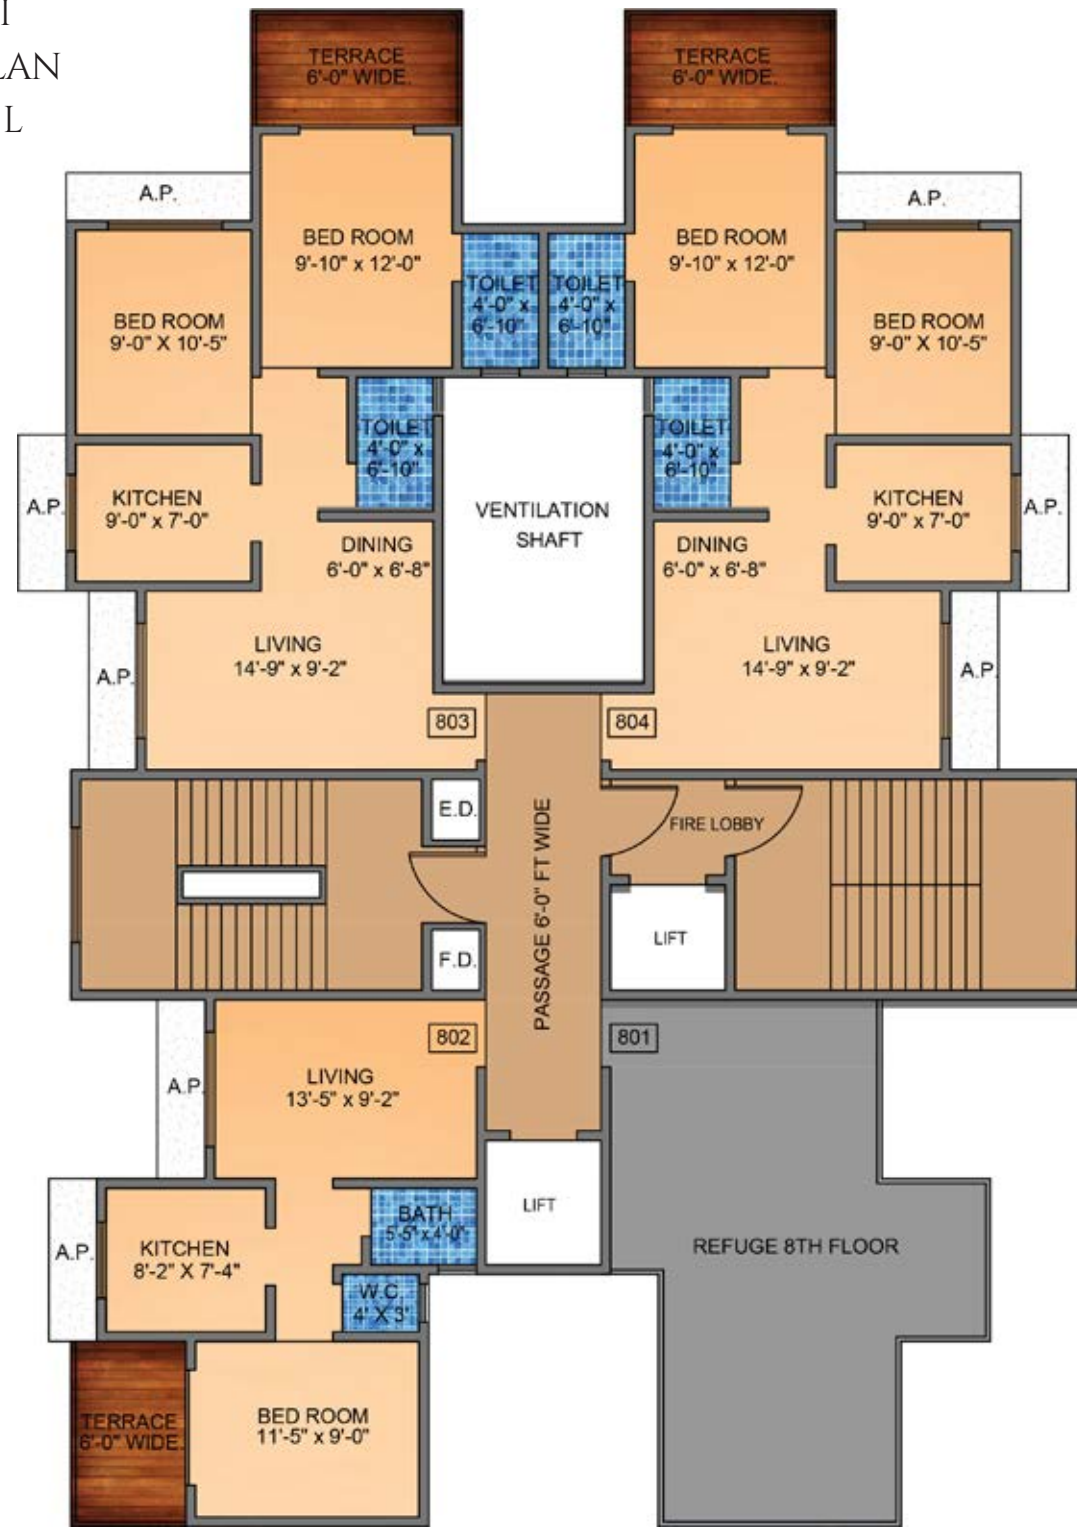 I
LAN
L
TERRACE
6'-0" WIDE.
TERRACE
6'-0" WIDE.
A.P.
A.P.
BED ROOM
9'-10" x 12'-0"
BED ROOM
9'-10" x 12'-0"
TOILET
4'-0" x
6'-10"
TOILET
4'-0" x
6'-10"
BED ROOM
9'-0" X 10'-5"
BED ROOM
9'-0" X 10'-5"
TOILET
4'-0" x
6'-10"
TOILET
4'-0" x
6'-10"
A.P.
KITCHEN
9'-0" x 7'-0"
VENTILATION
SHAFT
KITCHEN
9'-0" x 7'-0"
A.P.
DINING
6'-0" x 6'-8"
DINING
6'-0" x 6'-8"
A.P.
LIVING
14'-9" x 9'-2"
LIVING
14'-9" x 9'-2"
A.P.
803
804
E.D.
PASSAGE 6'-0" FT WIDE
FIRE LOBBY
F.D.
LIFT
802
801
A.P.
LIVING
13'-5" x 9'-2"
LIFT
BATH
5'-5" x 4'-0"
A.P.
KITCHEN
8'-2" X 7'-4"
REFUGE 8TH FLOOR
W.C.
4' X 3'
TERRACE
6'-0" WIDE.
BED ROOM
11'-5" x 9'-0"